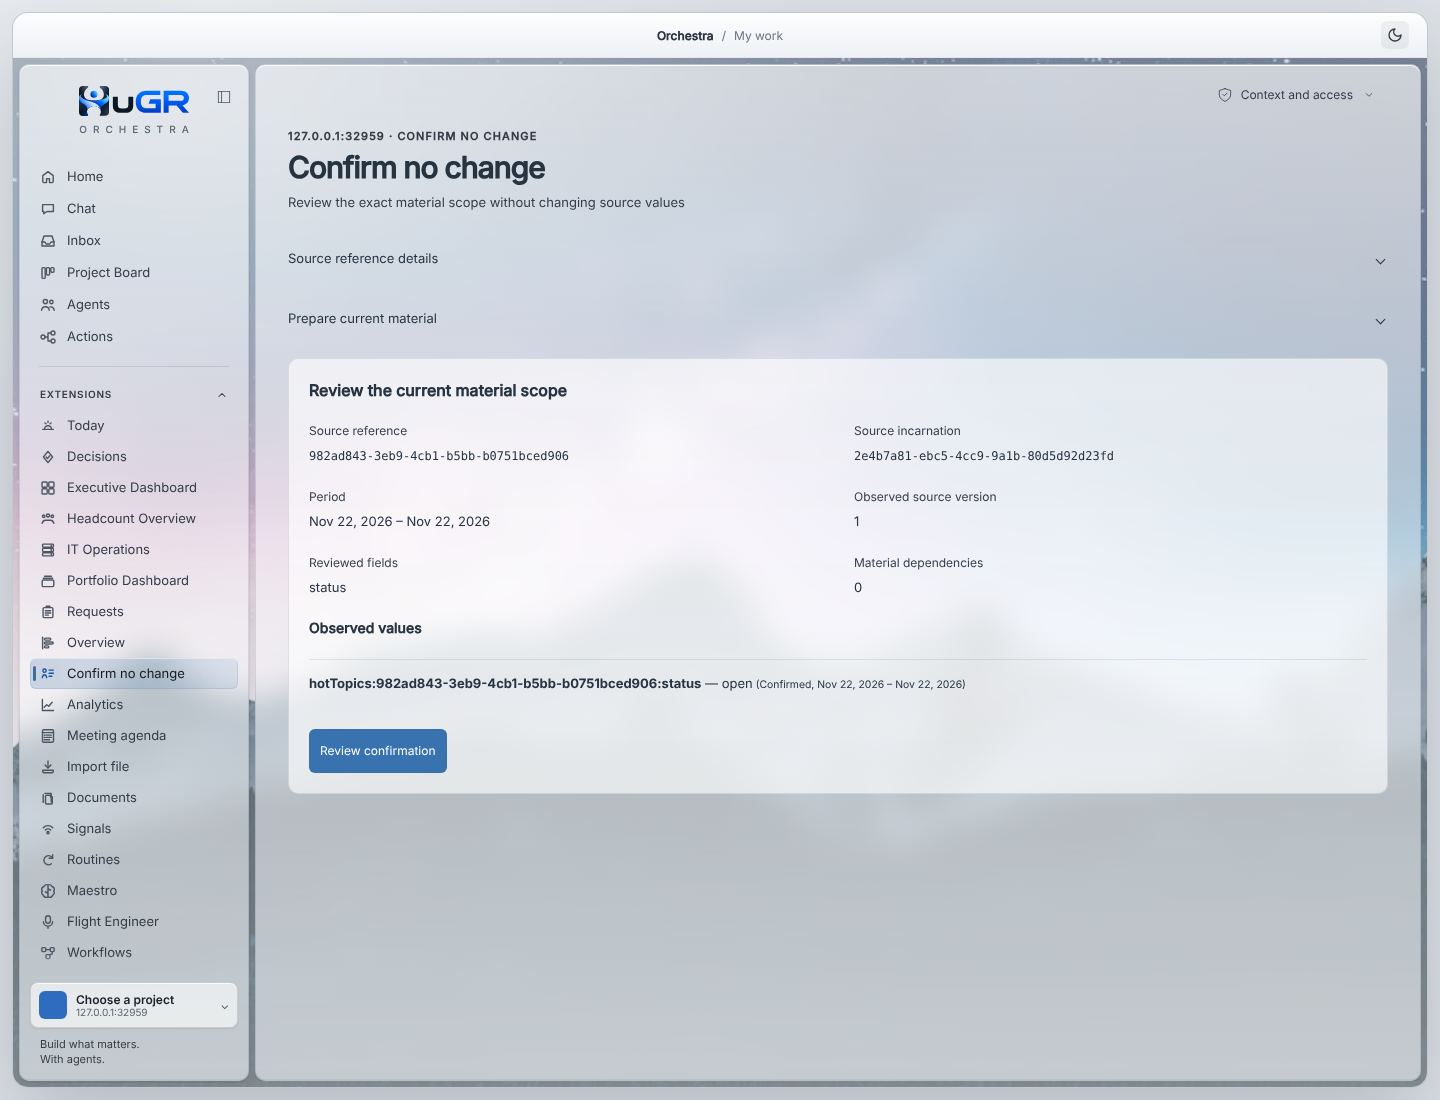 Orchestra / My work
HuGR
ORCHESTRA
Home
Chat
Inbox
Project Board
Agents
Actions
EXTENSIONS
Today
Decisions
Executive Dashboard
Headcount Overview
IT Operations
Portfolio Dashboard
Requests
Overview
Confirm no change
Analytics
Meeting agenda
Import file
Documents
Signals
Routines
Maestro
Flight Engineer
Workflows
Choose a project
127.0.0.1:32959
Build what matters.
With agents.
Context and access
127.0.0.1:32959 · CONFIRM NO CHANGE
Confirm no change
Review the exact material scope without changing source values
Source reference details
Prepare current material
Review the current material scope
Source reference
982ad843-3eb9-4cb1-b5bb-b0751bced906
Source incarnation
2e4b7a81-ebc5-4cc9-9a1b-80d5d92d23fd
Period
Nov 22, 2026 – Nov 22, 2026
Observed source version
1
Reviewed fields
status
Material dependencies
0
Observed values
hotTopics:982ad843-3eb9-4cb1-b5bb-b0751bced906:status — open (Confirmed, Nov 22, 2026 – Nov 22, 2026)
Review confirmation